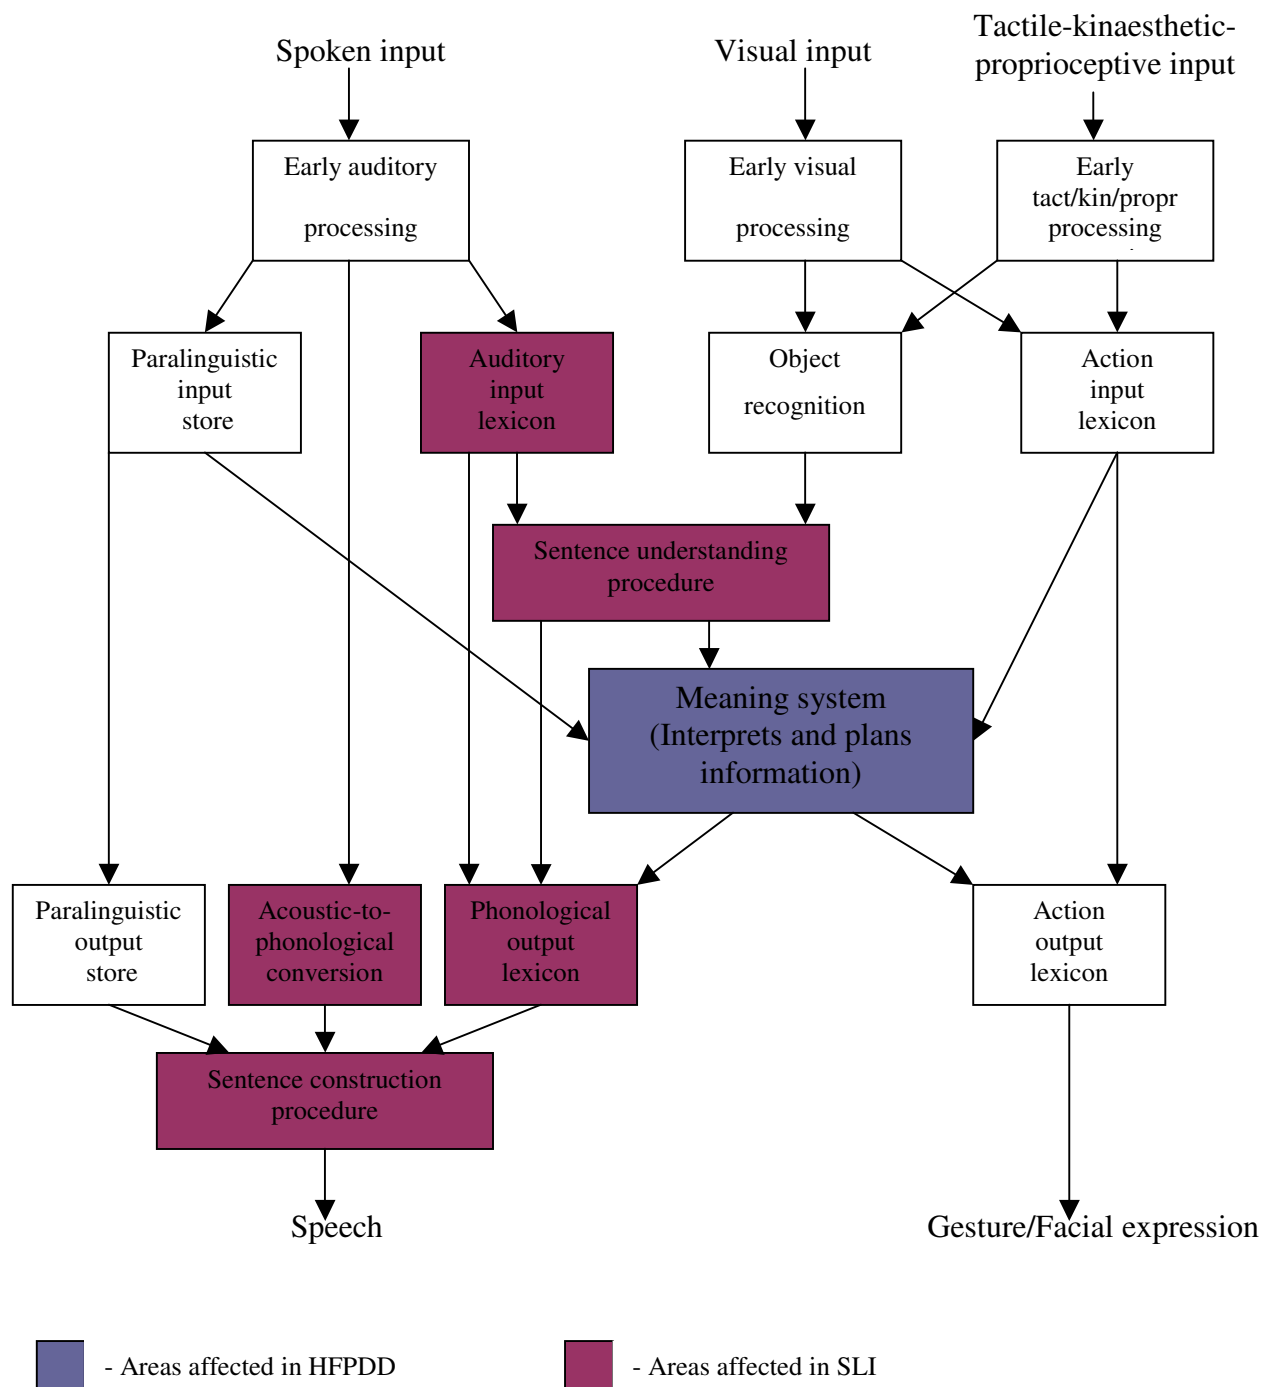 Spoken input
Visual input
Tactile-kinaesthetic-
proprioceptive input
Early auditory
processing
Early visual
processing
Early
tact/kin/propr
processing
Paralinguistic
input
store
Auditory
input
lexicon
Object
recognition
Action
input
lexicon
Sentence understanding
procedure
Meaning system
(Interprets and plans
information)
Paralinguistic
output
store
Acoustic-to-
phonological
conversion
Phonological
output
lexicon
Action
output
lexicon
Sentence construction
procedure
Speech
Gesture/Facial expression
- Areas affected in HFPDD
- Areas affected in SLI